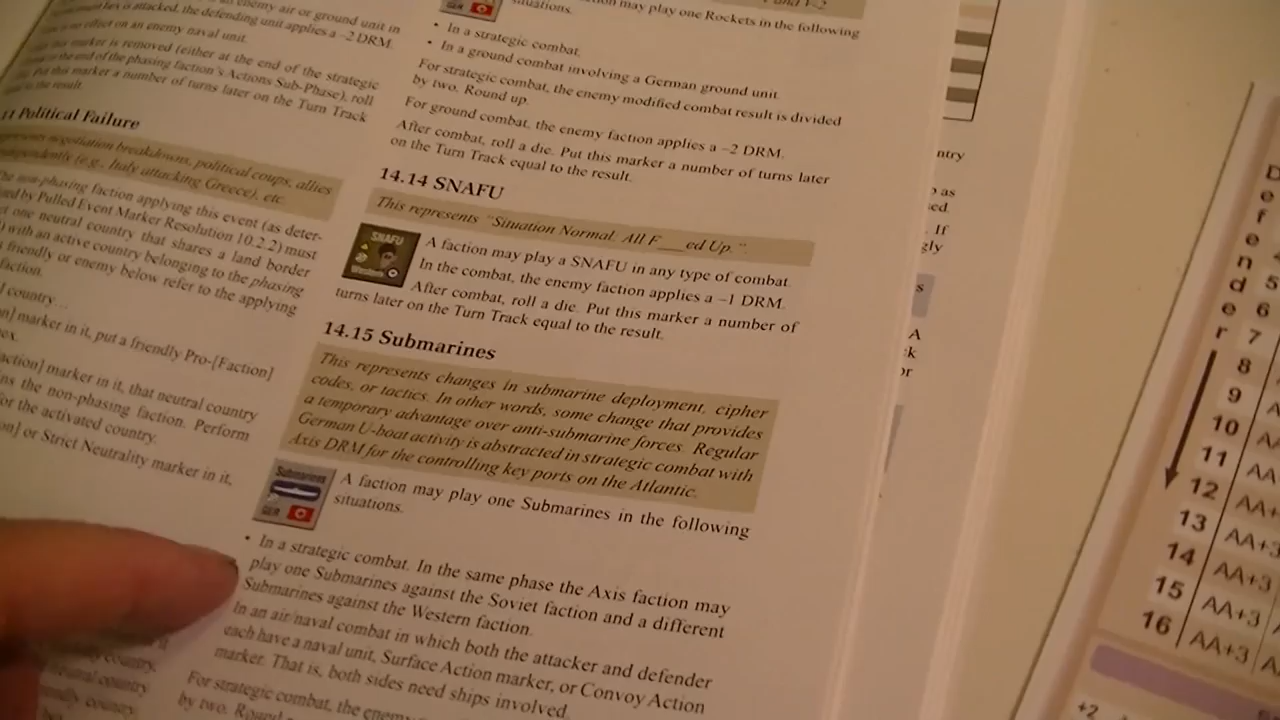 is an enemy air or ground unit in
is attacked, the defending unit applies a –2 DRM.
no effect on an enemy naval unit.
this marker is removed (either at the end of the strategic
the end of the phasing faction's Actions Sub-Phase), roll
Put this marker a number of turns later on the Turn Track
to the result.
11 Political Failure
negotiation breakdowns, political coups, allies
(e.g., Italy attacking Greece), etc.
The non-phasing faction applying this event (as deter-
by Pulled Event Marker Resolution 10.2.2) must
one neutral country that shares a land border
with an active country belonging to the phasing
friendly or enemy below refer to the applying
faction.
country…
marker in it, put a friendly Pro-[Faction]
marker in it, that neutral country
the non-phasing faction. Perform
for the activated country.
or Strict Neutrality marker in it,
country,
neutral country
country
GER
may play one Rockets in the following
situations.
• In a strategic combat.
• In a ground combat involving a German ground unit.
For strategic combat, the enemy modified combat result is divided
by two. Round up.
For ground combat, the enemy faction applies a –2 DRM.
After combat, roll a die. Put this marker a number of turns later
on the Turn Track equal to the result.
14.14 SNAFU
This represents "Situation Normal. All F___ed Up."
SNAFU
Western
A faction may play a SNAFU in any type of combat.
In the combat, the enemy faction applies a –1 DRM.
After combat, roll a die. Put this marker a number of
turns later on the Turn Track equal to the result.
14.15 Submarines
This represents changes in submarine deployment, cipher
codes, or tactics. In other words, some change that provides
a temporary advantage over anti-submarine forces. Regular
German U-boat activity is abstracted in strategic combat with
Axis DRM for the controlling key ports on the Atlantic.
Submarines
GER
A faction may play one Submarines in the following
situations.
• In a strategic combat. In the same phase the Axis faction may
play one Submarines against the Soviet faction and a different
Submarines against the Western faction.
In an air/naval combat in which both the attacker and defender
each have a naval unit, Surface Action marker, or Convoy Action
marker. That is, both sides need ships involved.
For strategic combat, the enemy
by two. Round
ntry
as
If
gly
s
A
or
Defender
5
6
7
8
9
10
11 AA
12 AA+
13 AA+3
14 AA+3
15 AA+3
16 AA+3
+2